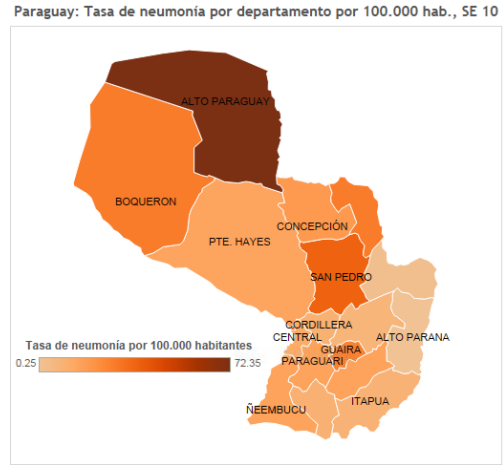 Paraguay: Tasa de neumonía por departamento por 100.000 hab., SE 10
ALTO PARAGUAY
BOQUERON
CONCEPCIÓN
PTE. HAYES
SAN PEDRO
CORDILLERA
CENTRAL
ALTO PARANA
Tasa de neumonía por 100.000 habitantes
GUAIRA
PARAGUARI
0.25
72.35
ITAPUA
ÑEEMBUCU